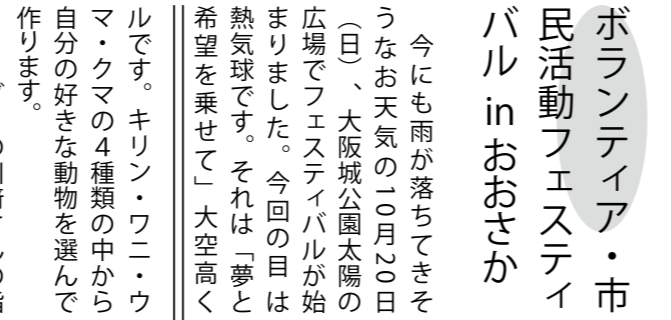 ボランティア・市
民活動フェスティ
バル in おおさか
今にも雨が落ちてきそ
うなお天気の10月20日
（日）、大阪城公園太陽の
広場でフェスティバルが始
まりました。今回の目は
熱気球です。それは「夢と
希望を乗せて」大空高く
ルです。キリン・ワニ・ウ
マ・クマの4種類の中から
自分の好きな動物を選んで
作ります。